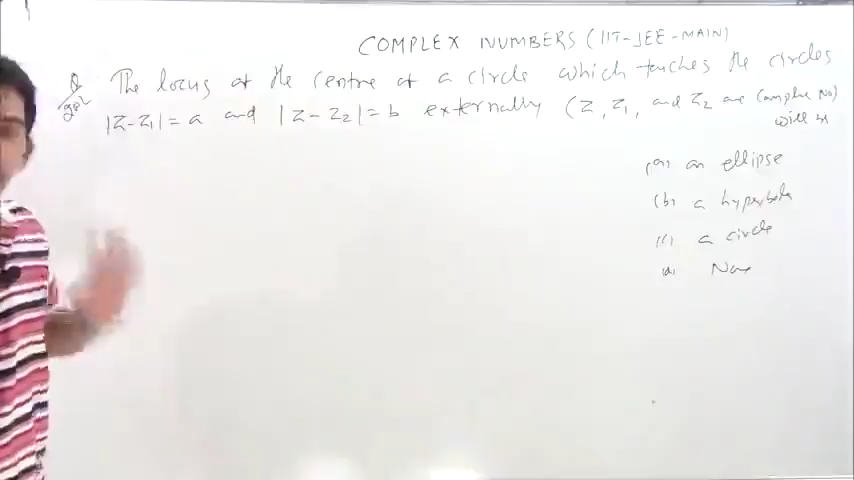 COMPLEX NUMBERS (IIT-JEE-MAIN)
Q The locus of the centre of a circle which touches the circles
|Z-Z1| = a and |Z-Z2| = b externally (Z, Z1, and Z2 are Complex No)
will be
(a) an ellipse
(b) a hyperbola
(c) a circle
(d) None